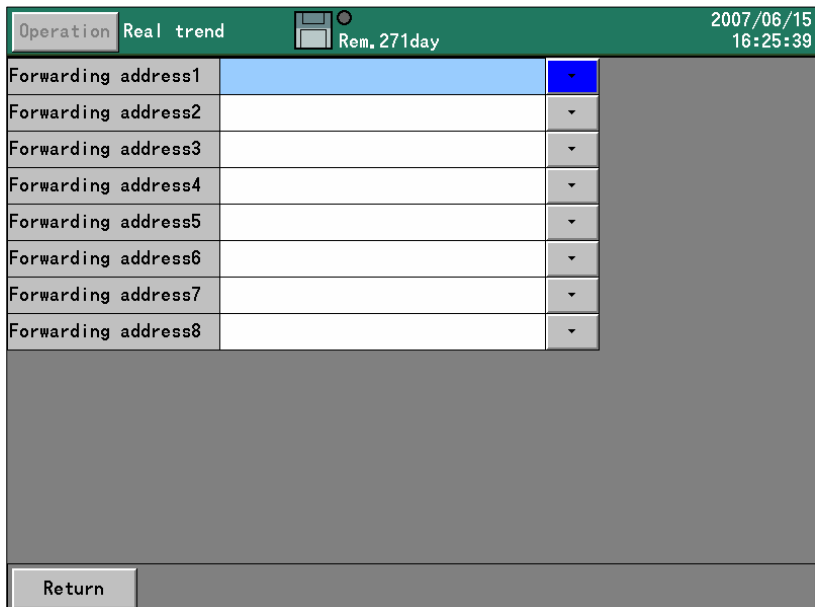 Operation Real trend Rem.271day 2007/06/15
16:25:39
Forwarding address1
Forwarding address2
Forwarding address3
Forwarding address4
Forwarding address5
Forwarding address6
Forwarding address7
Forwarding address8
Return